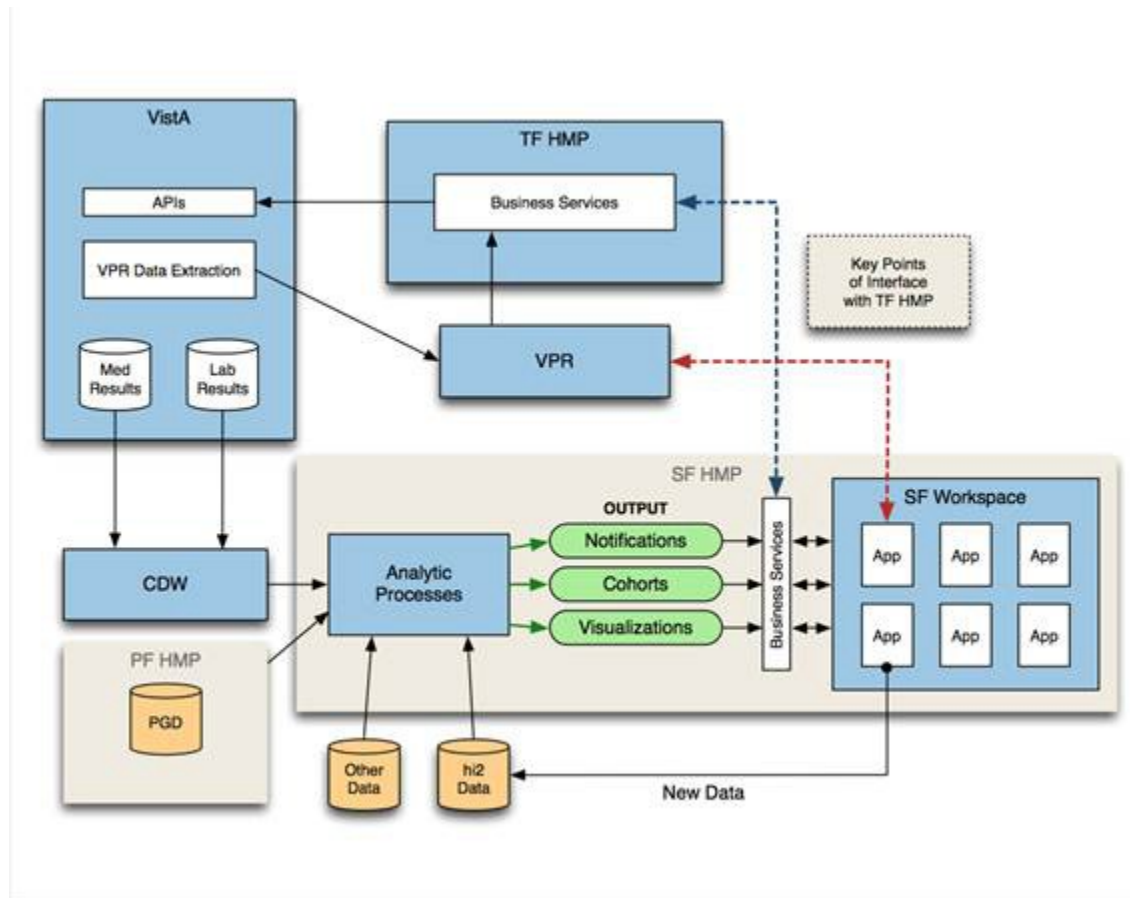 VistA
APIs
VPR Data Extraction
Med
Results
Lab
Results
TF HMP
Business Services
VPR
Key Points
of Interface
with TF HMP
CDW
PF HMP
PGD
SF HMP
Analytic
Processes
OUTPUT
Notifications
Cohorts
Visualizations
Business Services
SF Workspace
App
App
App
App
App
App
Other
Data
hi2
Data
New Data